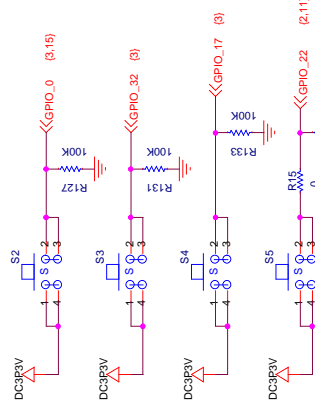 GPIO_0 {3,15}
100K
R127
S2
2
3
S
1
4
DC3P3V
GPIO_32 {3}
100K
R131
S3
2
3
S
1
4
DC3P3V
GPIO_17 {3}
100K
R133
S4
2
3
S
1
4
DC3P3V
GPIO_22 {2,11
R15
S5
2
3
S
1
4
DC3P3V